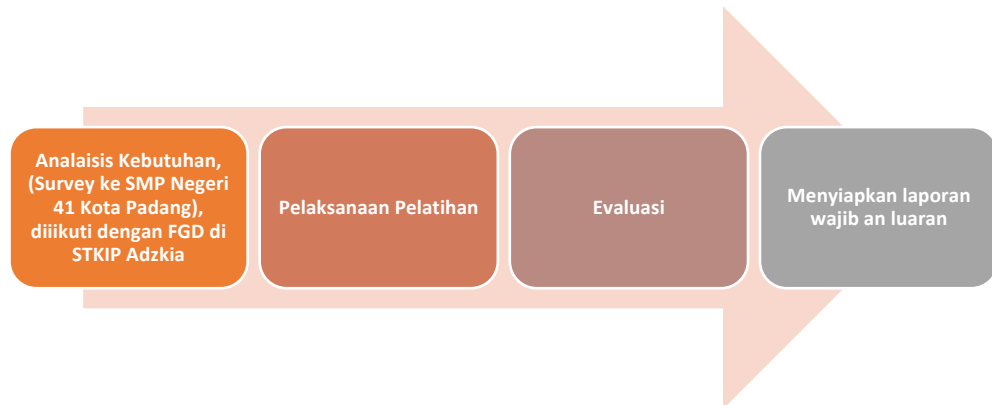 Analaisis Kebutuhan,
(Survey ke SMP Negeri
41 Kota Padang),
diiikuti dengan FGD di
STKIP Adzkia
Pelaksanaan Pelatihan
Evaluasi
Menyiapkan laporan
wajib an luaran